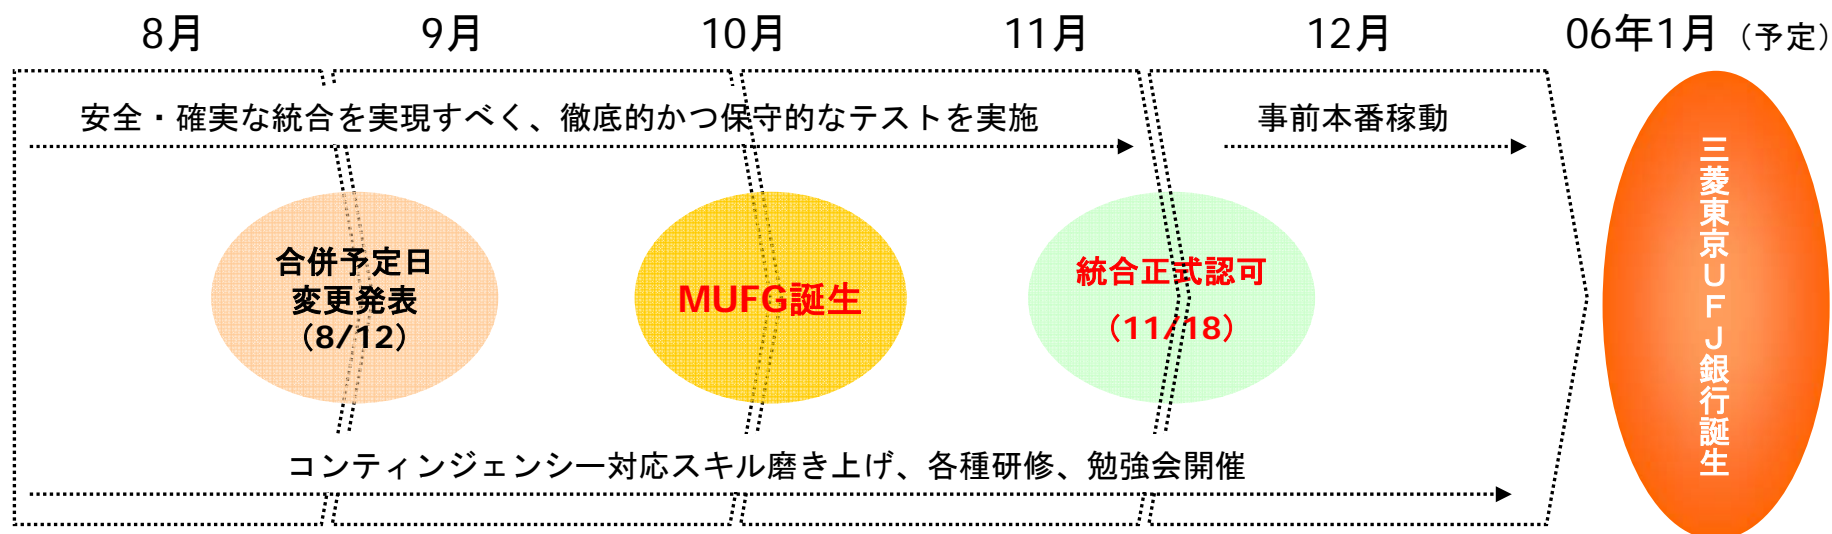 8月 9月 10月 11月 12月 06年1月（予定）
安全・確実な統合を実現すべく、徹底的かつ保守的なテストを実施 事前本番稼動
合併予定日
変更発表
（8/12）
MUFG誕生
統合正式認可
（11/18）
三菱東京ＵＦＪ銀行誕生
コンティンジェンシー対応スキル磨き上げ、各種研修、勉強会開催